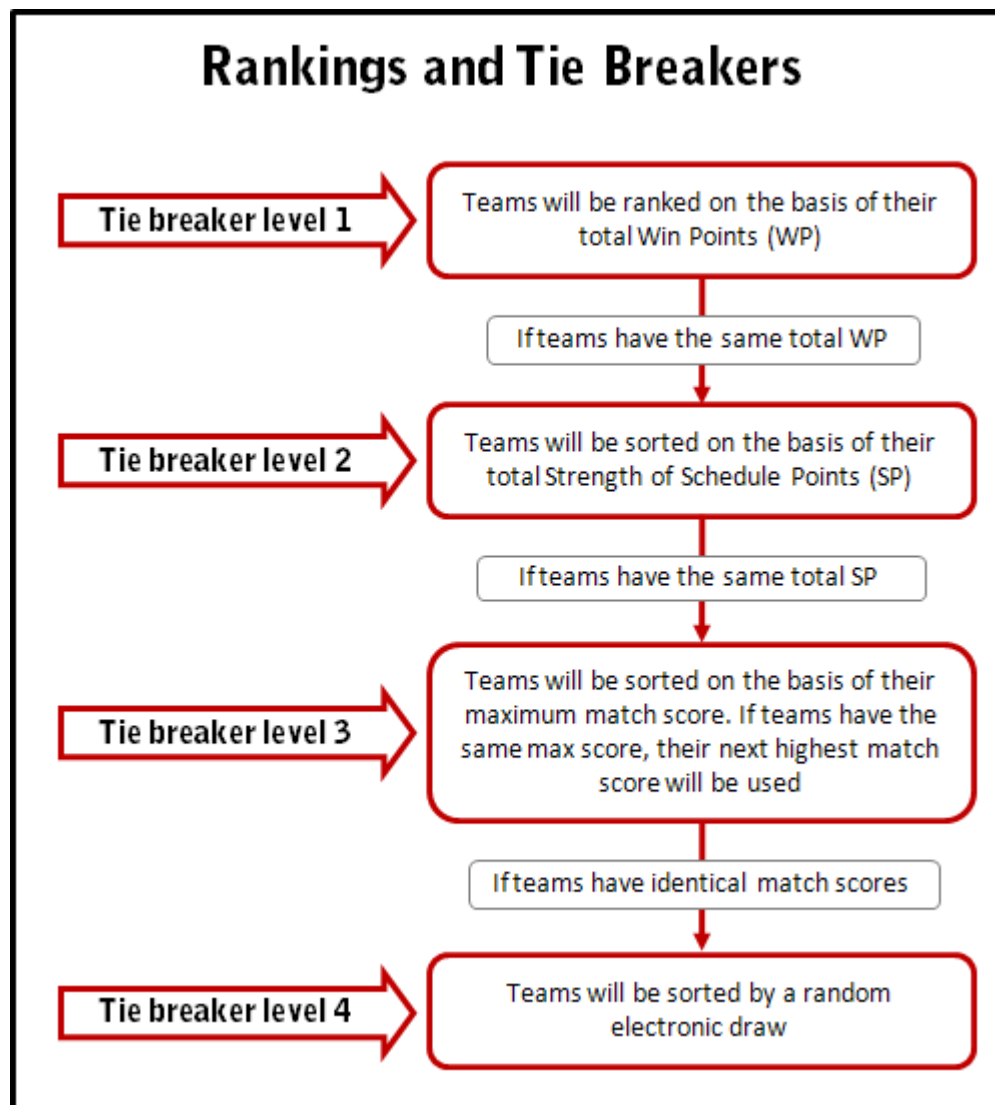 Rankings and Tie Breakers
Tie breaker level 1
Teams will be ranked on the basis of their
total Win Points (WP)
If teams have the same total WP
Tie breaker level 2
Teams will be sorted on the basis of their
total Strength of Schedule Points (SP)
If teams have the same total SP
Tie breaker level 3
Teams will be sorted on the basis of their
maximum match score. If teams have the
same max score, their next highest match
score will be used
If teams have identical match scores
Tie breaker level 4
Teams will be sorted by a random
electronic draw